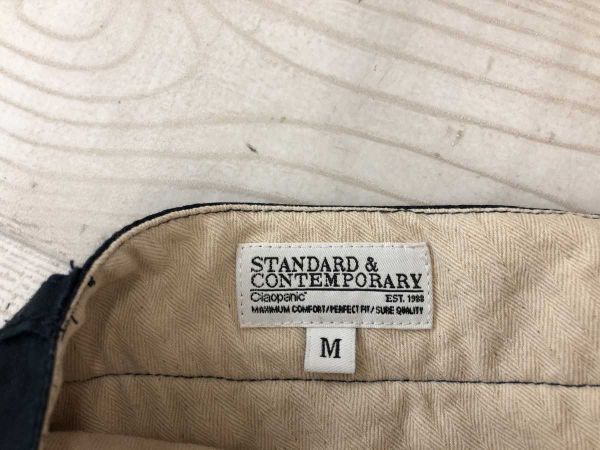 STANDARD &
CONTEMPORARY
Ciaopanic EST. 1988
MAXIMUM COMFORT/PERFECT FIT/SURE QUALITY
M